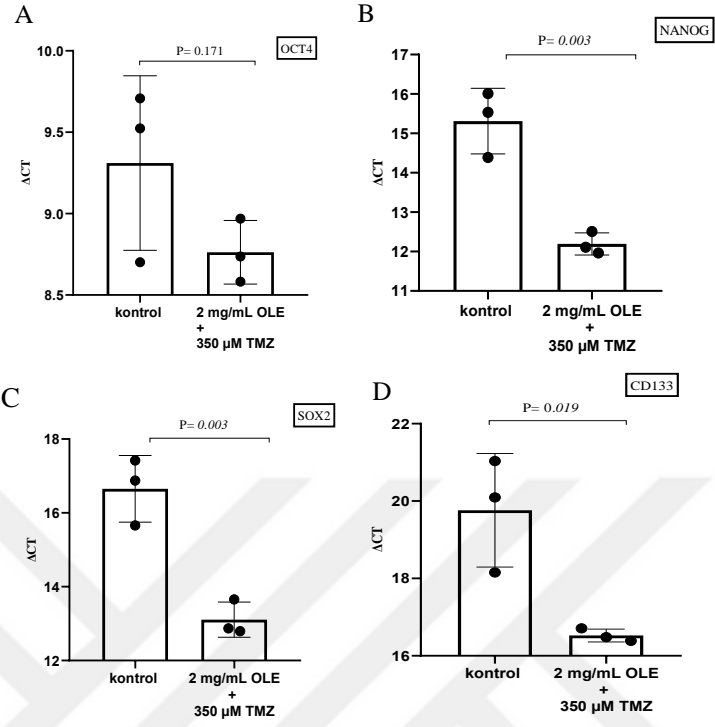 A
OCT4
P= 0.171
10.0
9.5
9.0
8.5
ΔCT
kontrol
2 mg/mL OLE
+
350 µM TMZ
B
NANOG
P= 0.003
17
16
15
14
13
12
11
ΔCT
kontrol
2 mg/mL OLE
+
350 µM TMZ
C
SOX2
P= 0.003
18
16
14
12
ΔCT
kontrol
2 mg/mL OLE
+
350 µM TMZ
D
CD133
P= 0.019
22
20
18
16
ΔCT
kontrol
2 mg/mL OLE
+
350 µM TMZ